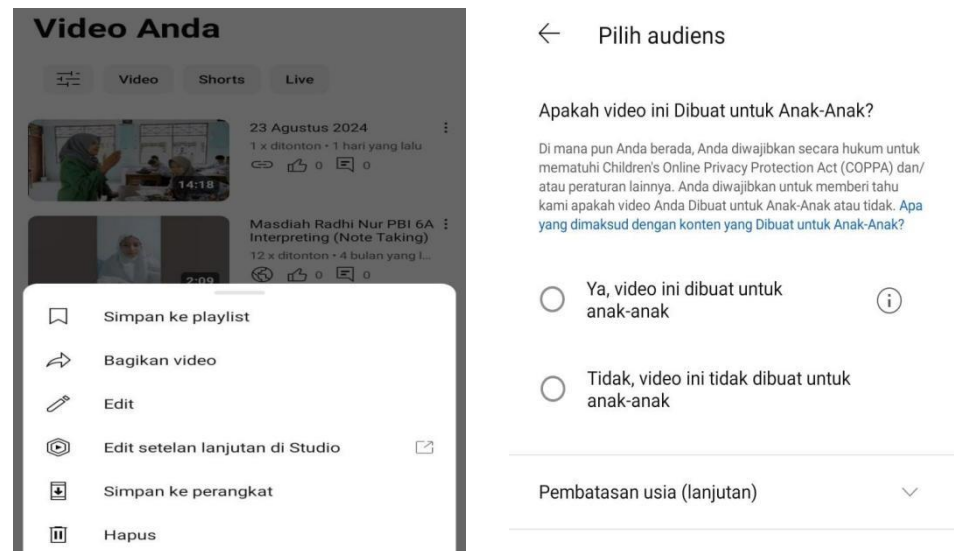 Video Anda
Video Shorts Live
23 Agustus 2024
1 x ditonton • 1 hari yang lalu
0 0
14:18
Masdiah Radhi Nur PBI 6A
Interpreting (Note Taking)
12 x ditonton • 4 bulan yang l...
0 0
2:09
Simpan ke playlist
Bagikan video
Edit
Edit setelan lanjutan di Studio
Simpan ke perangkat
Hapus
Pilih audiens
Apakah video ini Dibuat untuk Anak-Anak?
Di mana pun Anda berada, Anda diwajibkan secara hukum untuk
mematuhi Children's Online Privacy Protection Act (COPPA) dan/
atau peraturan lainnya. Anda diwajibkan untuk memberi tahu
kami apakah video Anda Dibuat untuk Anak-Anak atau tidak. Apa
yang dimaksud dengan konten yang Dibuat untuk Anak-Anak?
Ya, video ini dibuat untuk
anak-anak
Tidak, video ini tidak dibuat untuk
anak-anak
Pembatasan usia (lanjutan)